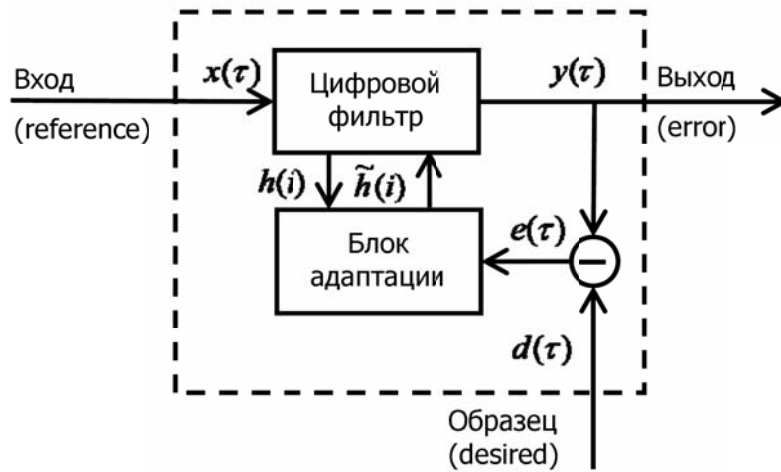 Вход
(reference)
x(τ)
Цифровой
фильтр
y(τ)
Выход
(error)
h(i)
h̃(i)
Блок
адаптации
e(τ)
d(τ)
Образец
(desired)